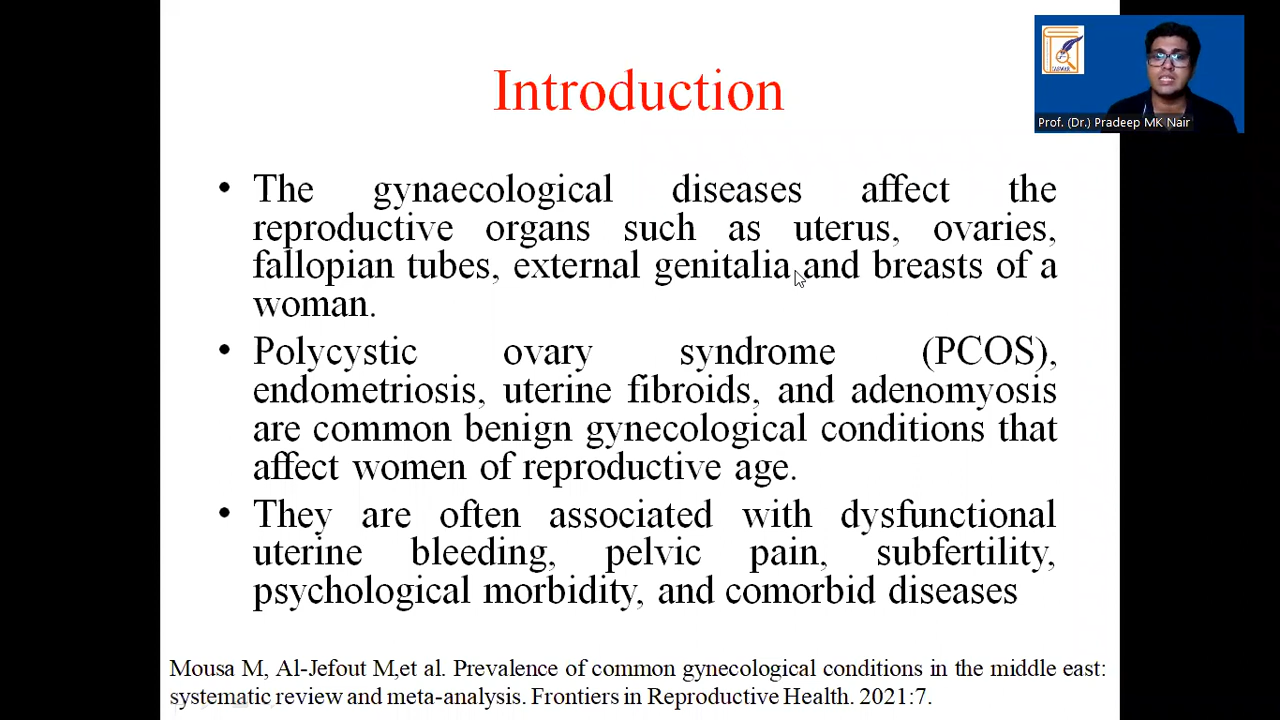 Introduction
Prof. (Dr.) Pradeep MK Nair
• The gynaecological diseases affect the
reproductive organs such as uterus, ovaries,
fallopian tubes, external genitalia and breasts of a
woman.
• Polycystic ovary syndrome (PCOS),
endometriosis, uterine fibroids, and adenomyosis
are common benign gynecological conditions that
affect women of reproductive age.
• They are often associated with dysfunctional
uterine bleeding, pelvic pain, subfertility,
psychological morbidity, and comorbid diseases
Mousa M, Al-Jefout M,et al. Prevalence of common gynecological conditions in the middle east:
systematic review and meta-analysis. Frontiers in Reproductive Health. 2021:7.